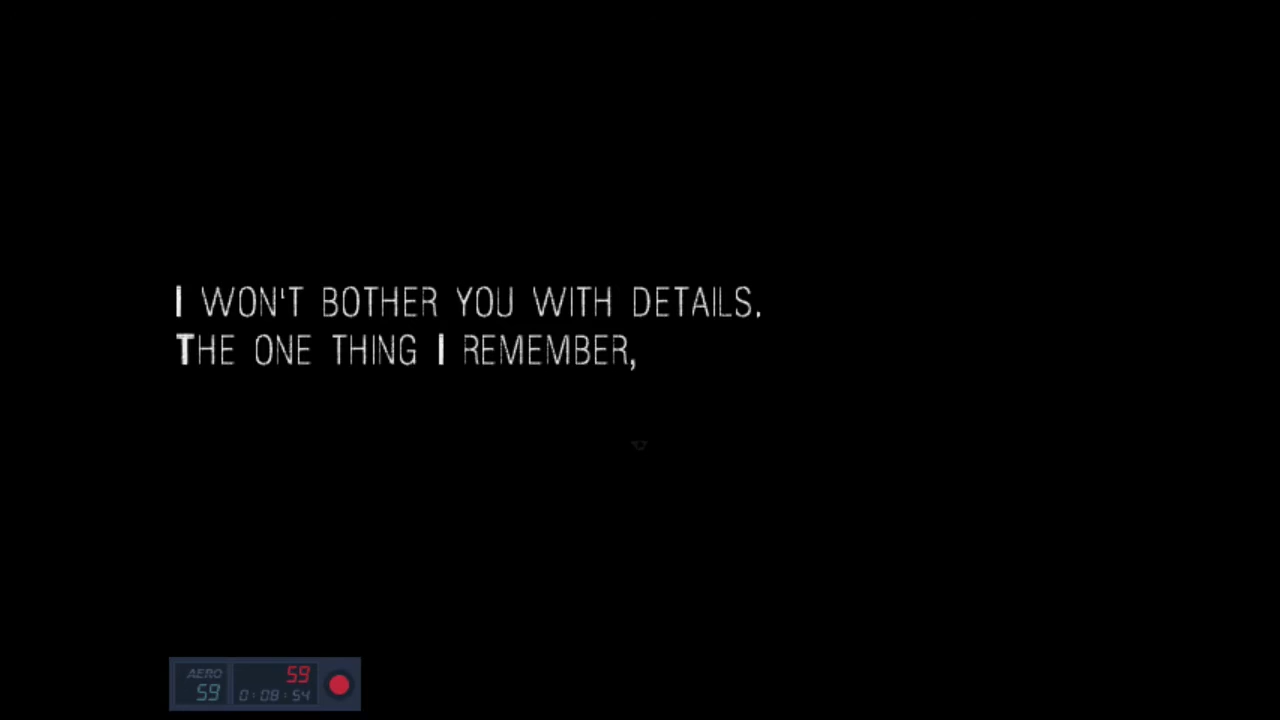 I WON'T BOTHER YOU WITH DETAILS.
THE ONE THING I REMEMBER,
AERO
59
59
0:08:54